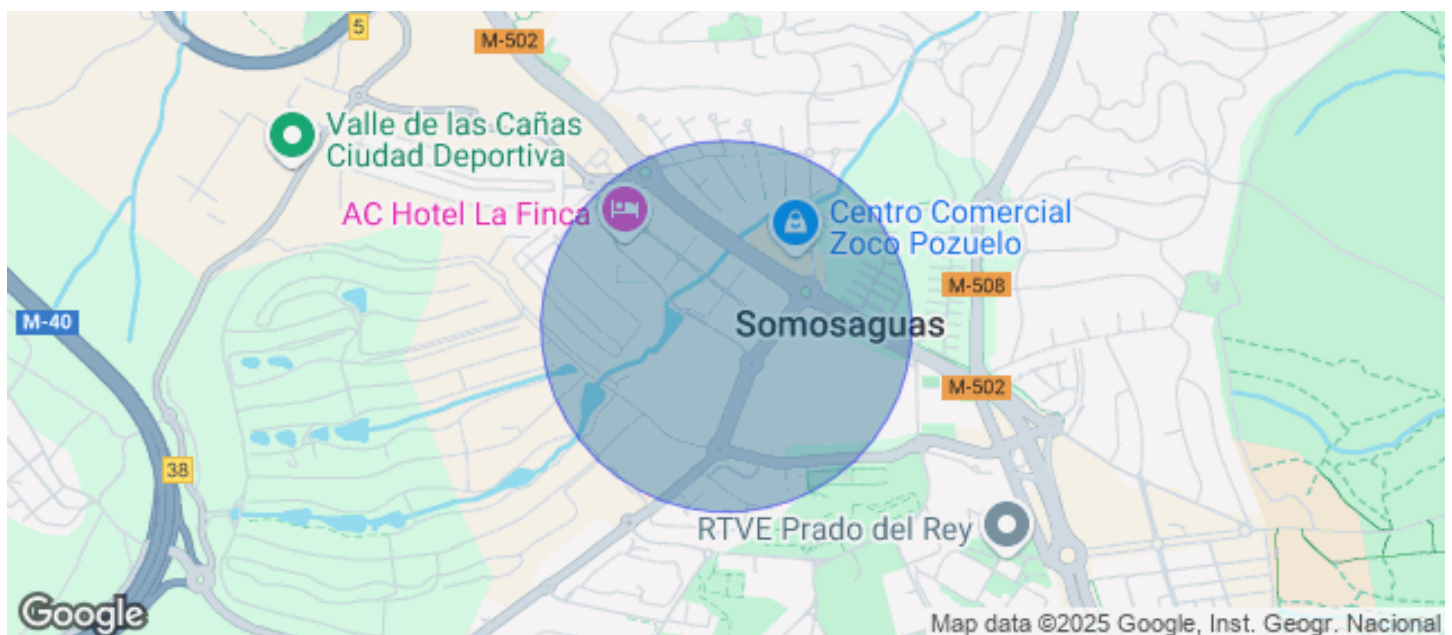 5
M-502
Valle de las Cañas
Ciudad Deportiva
AC Hotel La Finca
Centro Comercial
Zoco Pozuelo
M-508
M-40
Somosaguas
M-502
38
RTVE Prado del Rey
Google
Map data ©2025 Google, Inst. Geogr. Nacional